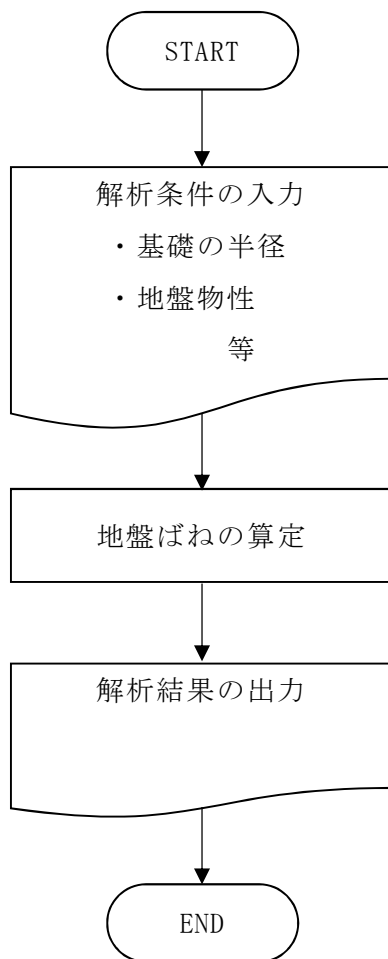 START
解析条件の入力
・基礎の半径
・地盤物性
等
地盤ばねの算定
解析結果の出力
END